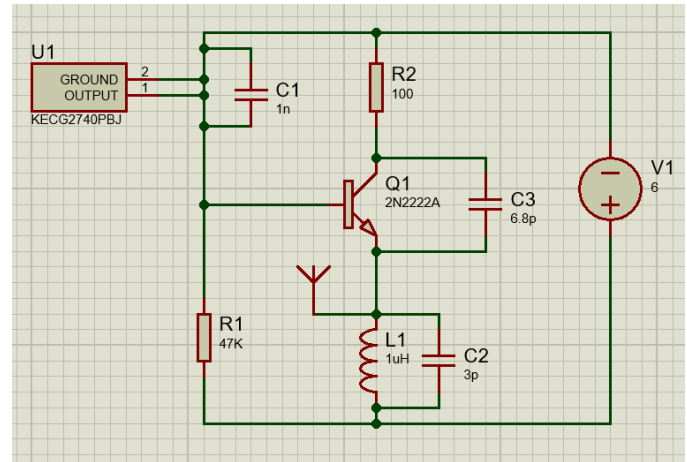 U1
GROUND 2
OUTPUT 1
KECG2740PBJ
C1
1n
R2
100
Q1
2N2222A
C3
6.8p
V1
6
R1
47K
L1
1uH
C2
3p